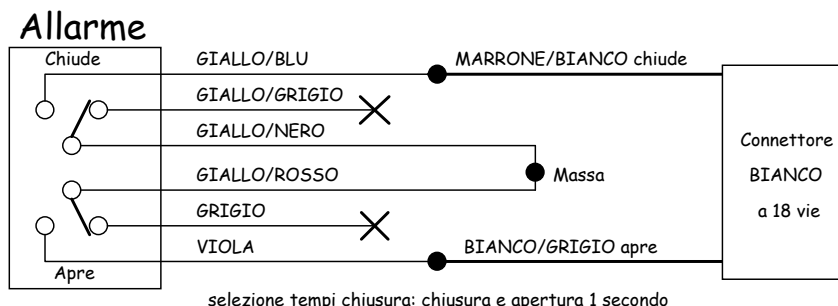 Allarme
Chiude
GIALLO/BLU
MARRONE/BIANCO chiude
GIALLO/GRIGIO
GIALLO/NERO
Connettore
BIANCO
a 18 vie
GIALLO/ROSSO
Massa
GRIGIO
VIOLA
BIANCO/GRIGIO apre
Apre
selezione tempi chiusura: chiusura e apertura 1 secondo